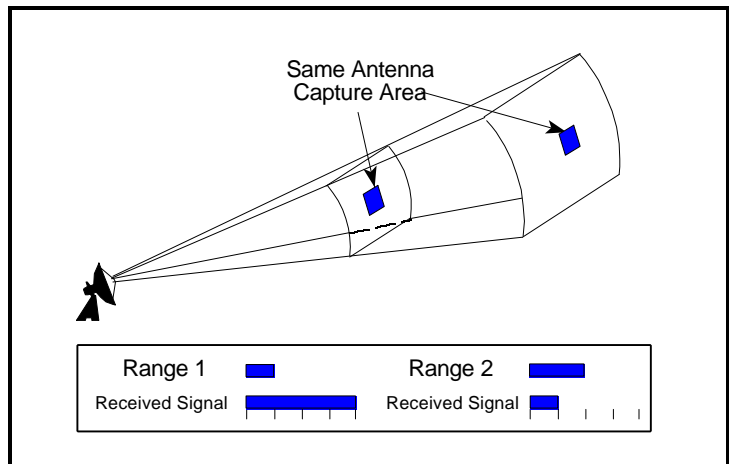 Same Antenna
Capture Area
Range 1
Range 2
Received Signal
Received Signal